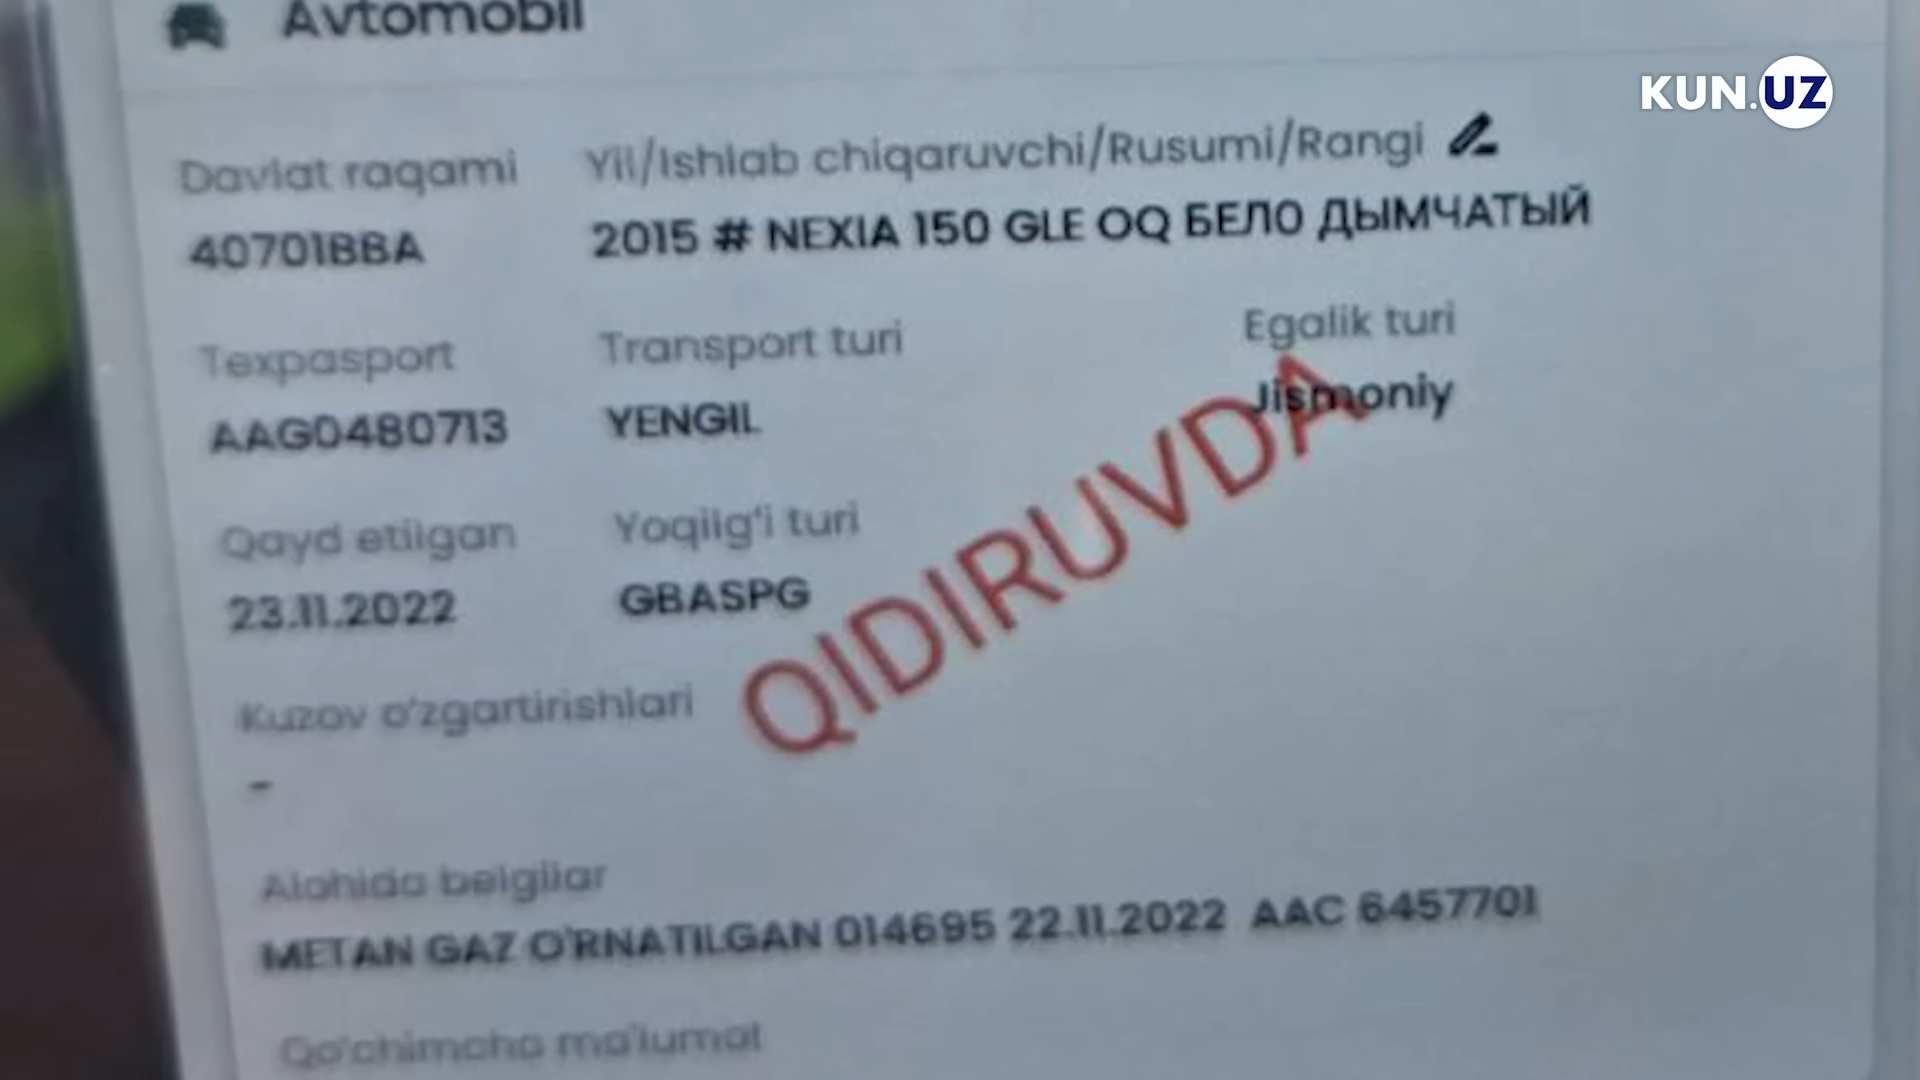 Avtomobil
KUN.UZ
Davlat raqami
Yil/Ishlab chiqaruvchi/Rusumi/Rangi
40701BBA
2015 # NEXIA 150 GLE OQ БЕЛО ДЫМЧАТЫЙ
Texpasport
Transport turi
Egalik turi
AAG0480713
YENGIL
Jismoniy
QIDIRUVDA
Qayd etilgan
Yoqilg'i turi
23.11.2022
GBASPG
Kuzov o'zgartirishlari
-
Alohida belgilar
METAN GAZ O'RNATILGAN 014695 22.11.2022 AAC 6457701
Qo'shimcha ma'lumot